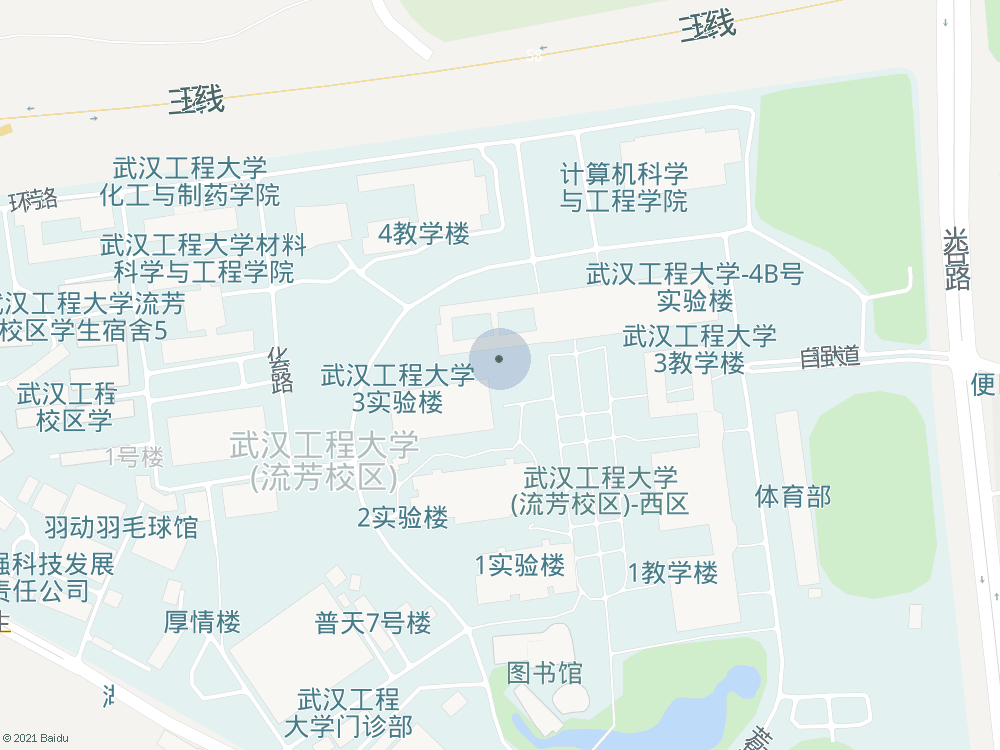 三环线
S3
三环线
武汉工程大学
化工与制药学院
计算机科学
与工程学院
环湾路
4教学楼
武汉工程大学材料
科学与工程学院
光谷一路
武汉工程大学-4B号
实验楼
武汉工程大学流芳
校区学生宿舍5
武汉工程大学
3教学楼
自强大道
武汉工程大学
3实验楼
武汉工程
校区学
1号楼
武汉工程大学
(流芳校区)
武汉工程大学
(流芳校区)-西区
体育部
2实验楼
羽动羽毛球馆
强科技发展
责任公司
1实验楼
1教学楼
厚情楼
普天7号楼
图书馆
武汉工程
大学门诊部
湖
© 2021 Baidu